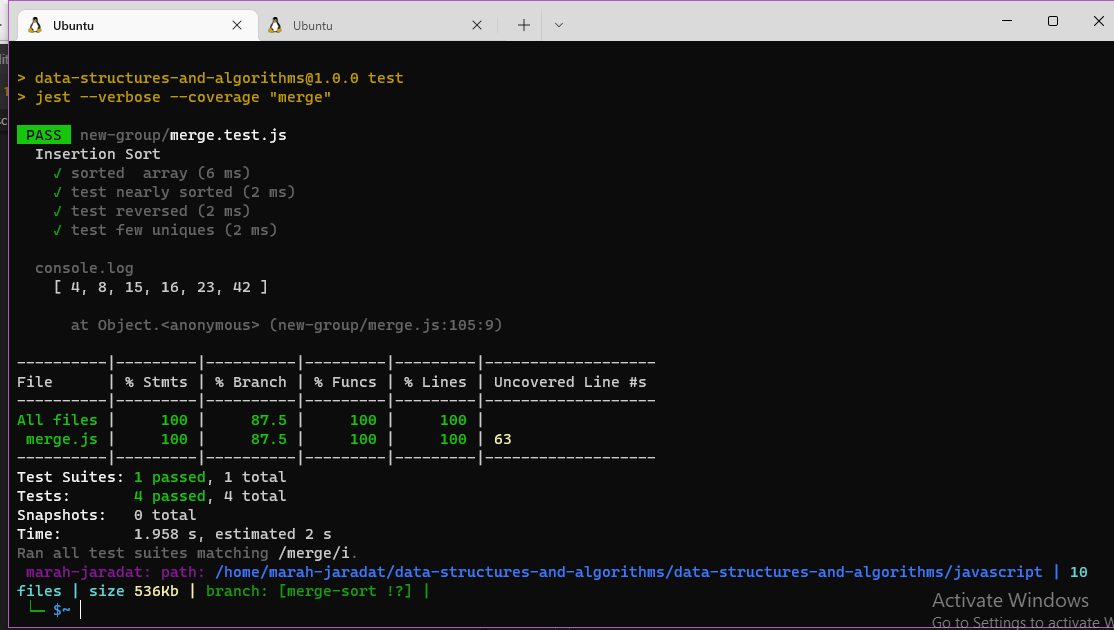 Ubuntu
Ubuntu
> data-structures-and-algorithms@1.0.0 test
> jest --verbose --coverage "merge"
PASS new-group/merge.test.js
Insertion Sort
√ sorted  array (6 ms)
√ test nearly sorted (2 ms)
√ test reversed (2 ms)
√ test few uniques (2 ms)
console.log
[ 4, 8, 15, 16, 23, 42 ]
at Object.<anonymous> (new-group/merge.js:105:9)
----------|---------|----------|---------|---------|-------------------
File      | % Stmts | % Branch | % Funcs | % Lines | Uncovered Line #s
----------|---------|----------|---------|---------|-------------------
All files |     100 |     87.5 |     100 |     100 |
merge.js |     100 |     87.5 |     100 |     100 | 63
----------|---------|----------|---------|---------|-------------------
Test Suites: 1 passed, 1 total
Tests:       4 passed, 4 total
Snapshots:   0 total
Time:        1.958 s, estimated 2 s
Ran all test suites matching /merge/i.
marah-jaradat: path: /home/marah-jaradat/data-structures-and-algorithms/data-structures-and-algorithms/javascript | 10
files | size 536Kb | branch: [merge-sort !?] |
└─ $~
Activate Windows
Go to Settings to activate W